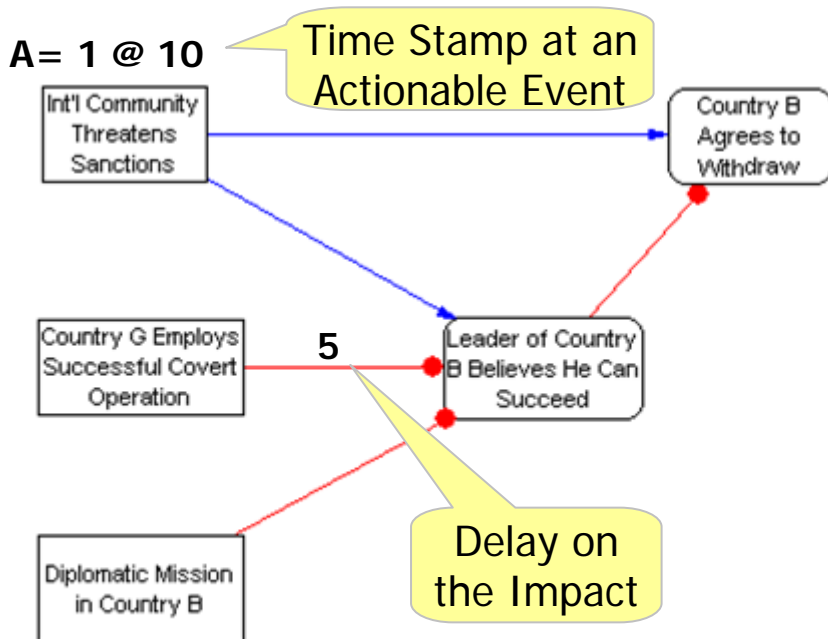 A= 1 @ 10
Time Stamp at an
Actionable Event
Int'l Community
Threatens
Sanctions
Country B
Agrees to
Withdraw
Country G Employs
Successful Covert
Operation
5
Leader of Country
B Believes He Can
Succeed
Delay on
the Impact
Diplomatic Mission
in Country B